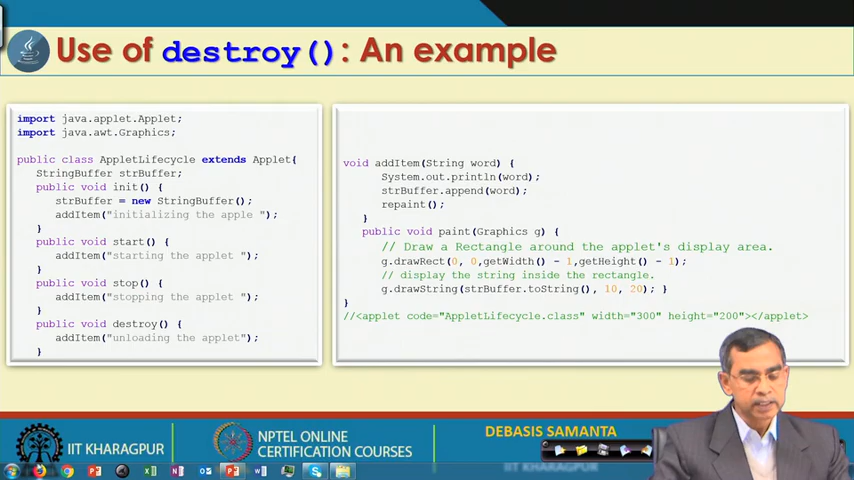 Use of destroy(): An example
import java.applet.Applet;
import java.awt.Graphics;
public class AppletLifecycle extends Applet{
StringBuffer strBuffer;
public void init() {
strBuffer = new StringBuffer();
addItem("initializing the apple ");
}
public void start() {
addItem("starting the applet ");
}
public void stop() {
addItem("stopping the applet ");
}
public void destroy() {
addItem("unloading the applet");
}
void addItem(String word) {
System.out.println(word);
strBuffer.append(word);
repaint();
}
public void paint(Graphics g) {
// Draw a Rectangle around the applet's display area.
g.drawRect(0, 0,getWidth() - 1,getHeight() - 1);
// display the string inside the rectangle.
g.drawString(strBuffer.toString(), 10, 20); }
}
//<applet code="AppletLifecycle.class" width="300" height="200"></applet>
IIT KHARAGPUR
NPTEL ONLINE
CERTIFICATION COURSES
DEBASIS SAMANTA
IIT KHARAGPUR